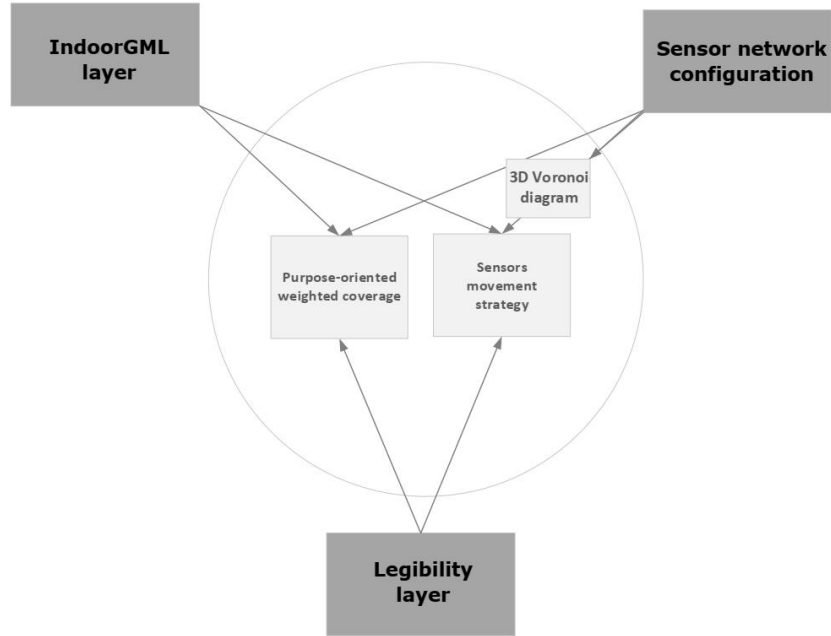 IndoorGML
layer
Sensor network
configuration
3D Voronoi
diagram
Purpose-oriented
weighted coverage
Sensors
movement
strategy
Legibility
layer